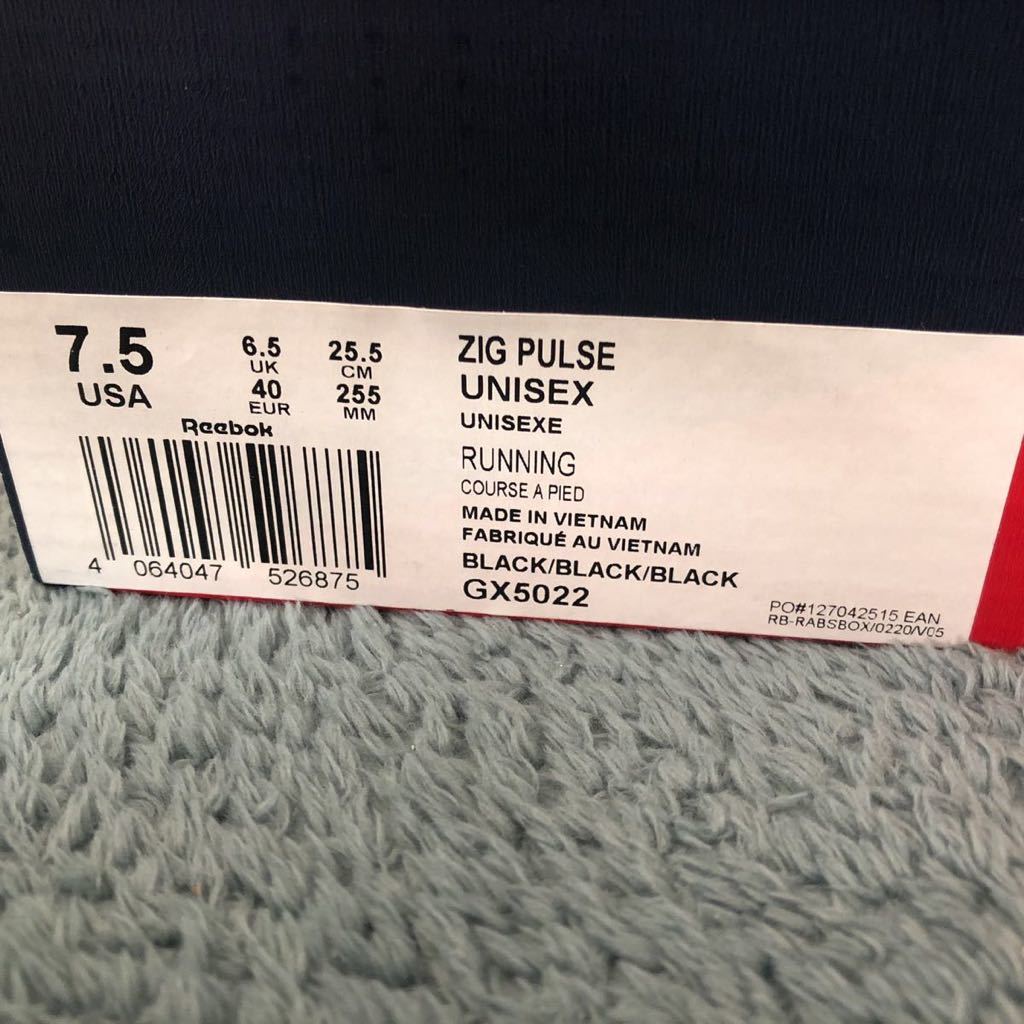 7.5
USA
6.5
UK
40
EUR
25.5
CM
255
MM
Reebok
4 064047 526875
ZIG PULSE
UNISEX
UNISEXE
RUNNING
COURSE A PIED
MADE IN VIETNAM
FABRIQUÉ AU VIETNAM
BLACK/BLACK/BLACK
GX5022
PO#127042515 EAN
RB-RABSBOX/0220/V05